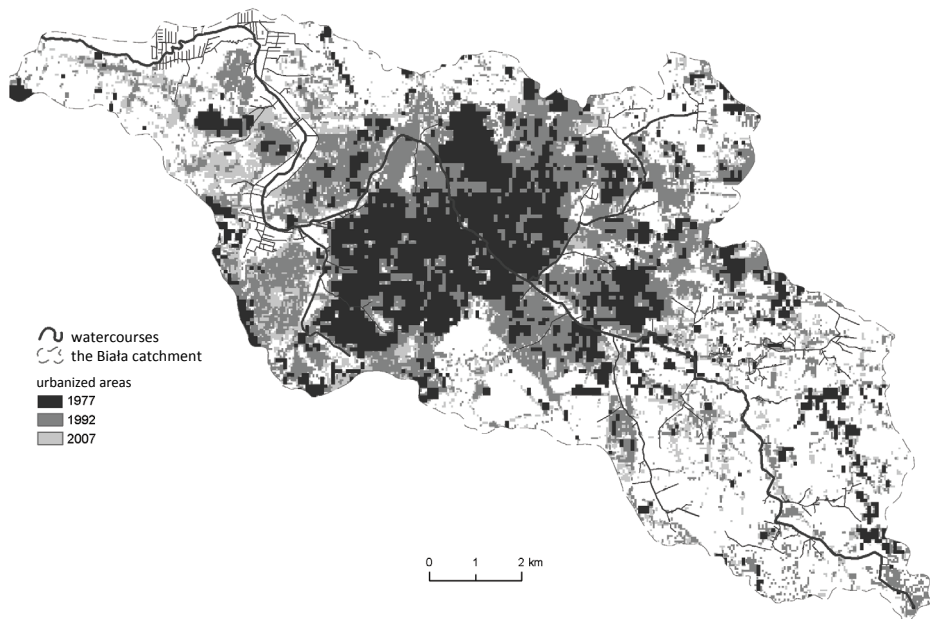 watercourses
the Biała catchment
urbanized areas
1977
1992
2007
0 1 2 km